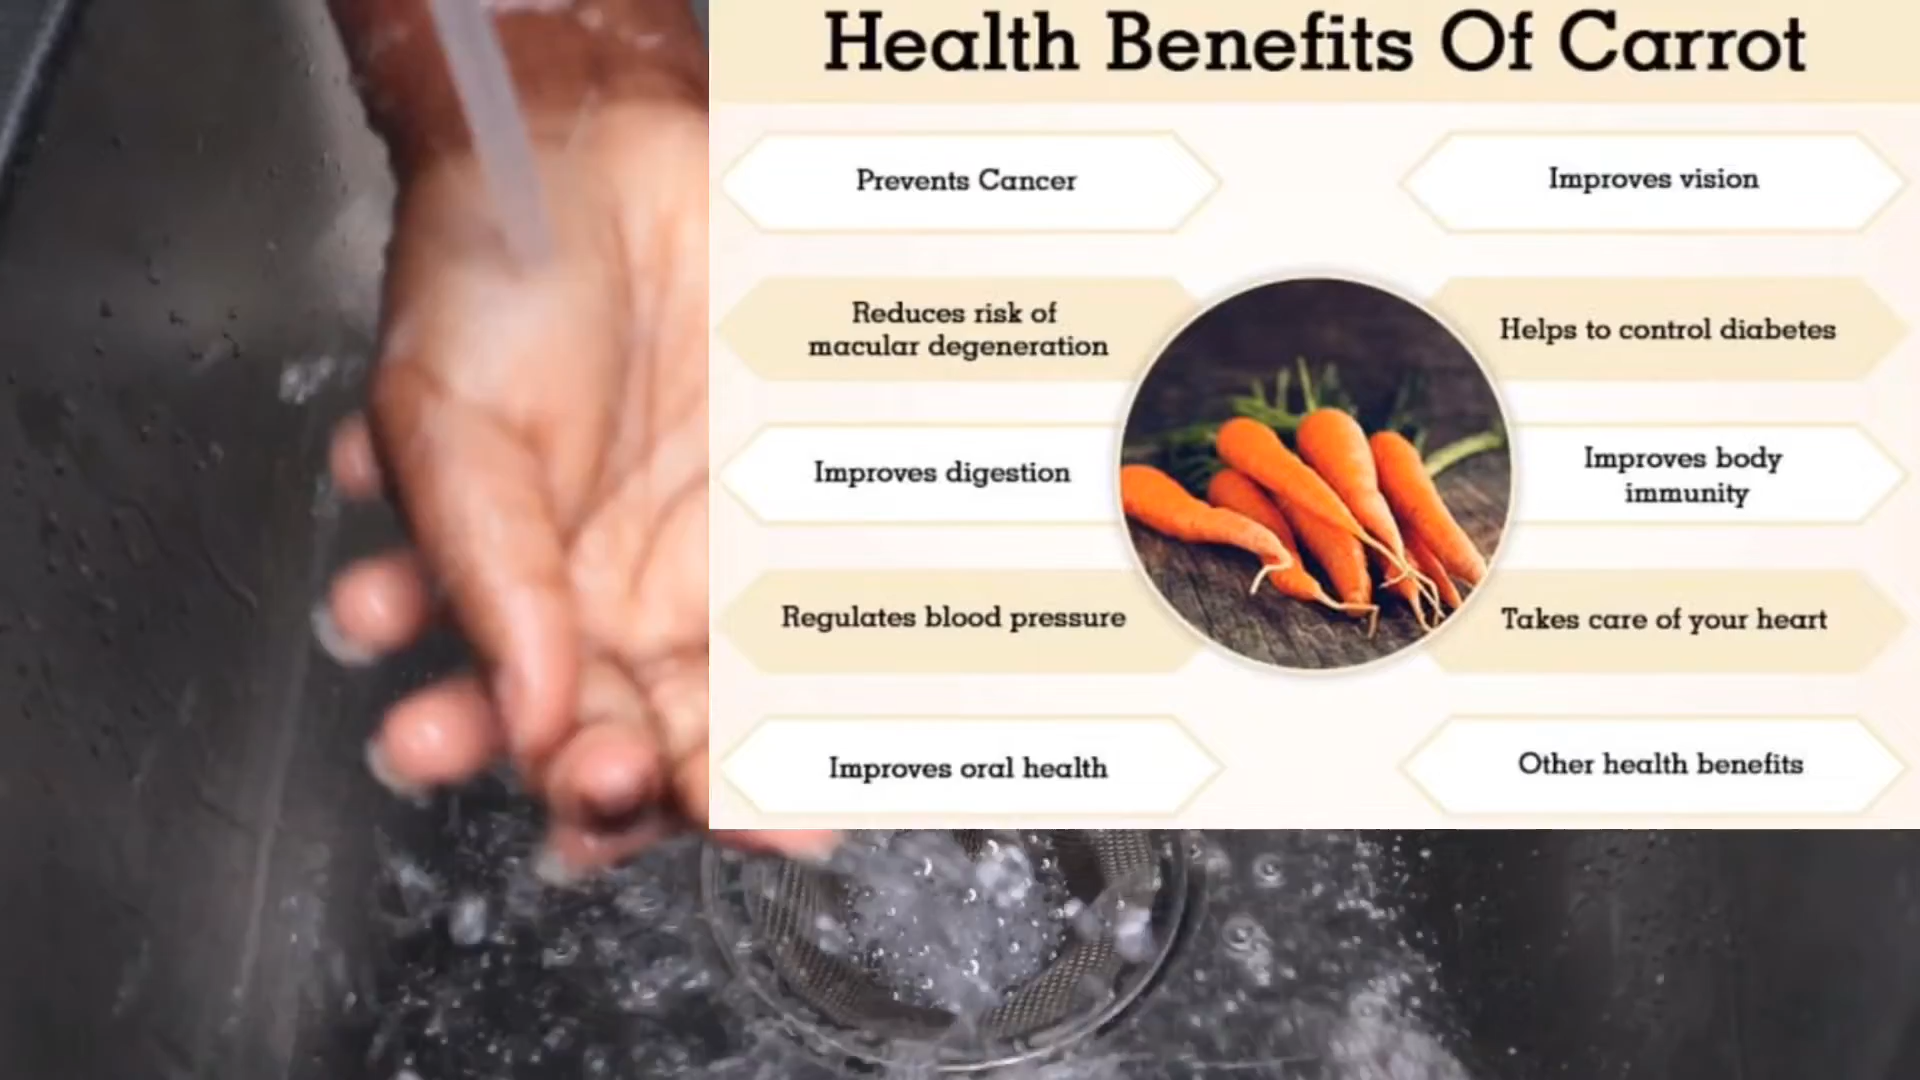 Health Benefits Of Carrot
Prevents Cancer
Improves vision
Reduces risk of
macular degeneration
Helps to control diabetes
Improves digestion
Improves body
immunity
Regulates blood pressure
Takes care of your heart
Improves oral health
Other health benefits